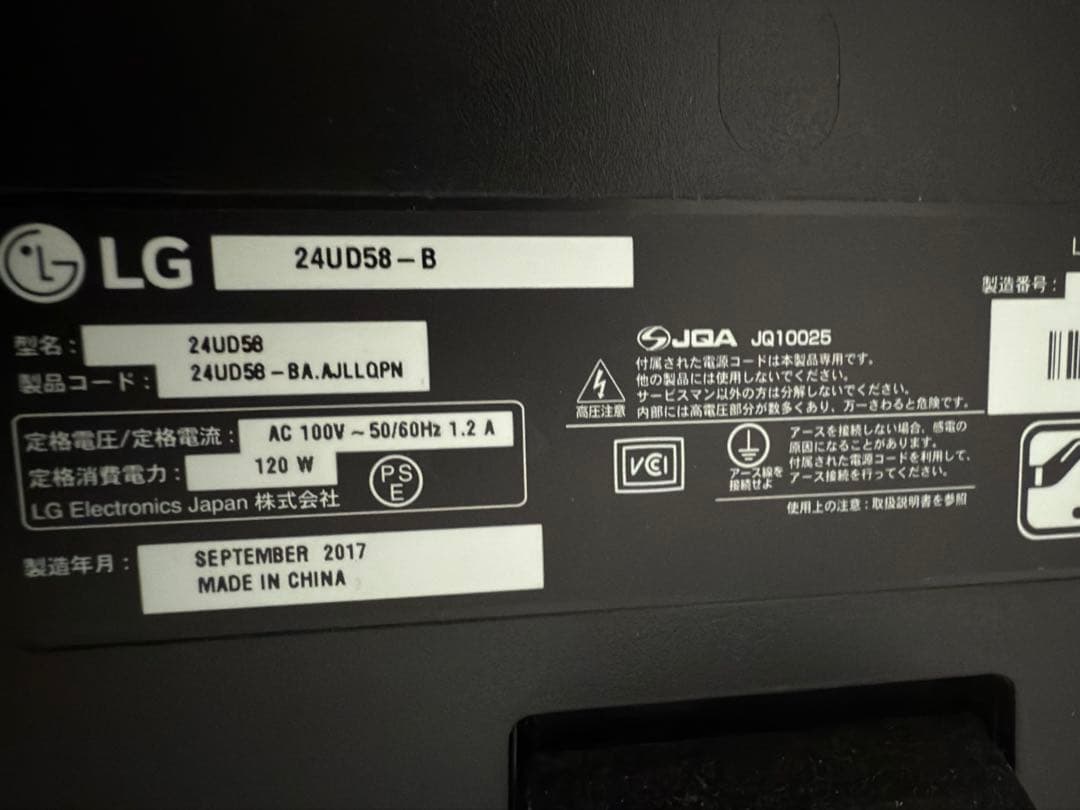 LG 24UD58-B
型名: 24UD58
製品コード: 24UD58-BA.AJLLQPN
定格電圧/定格電流: AC 100V ~ 50/60Hz 1.2 A
定格消費電力: 120 W
LG Electronics Japan 株式会社
PS
E
製造年月: SEPTEMBER 2017
MADE IN CHINA
JQA JQ10025
付属された電源コードは本製品専用です。
他の製品には使用しないでください。
サービスマン以外の方は分解しないでください。
内部には高電圧部分が数多くあり、万一さわると危険です。
高圧注意
VCCI
アース線を
接続せよ
アースを接続しない場合、感電の
原因になることがあります。
付属された電源コードを利用して、
アース接続を行ってください。
使用上の注意:取扱説明書を参照
製造番号: